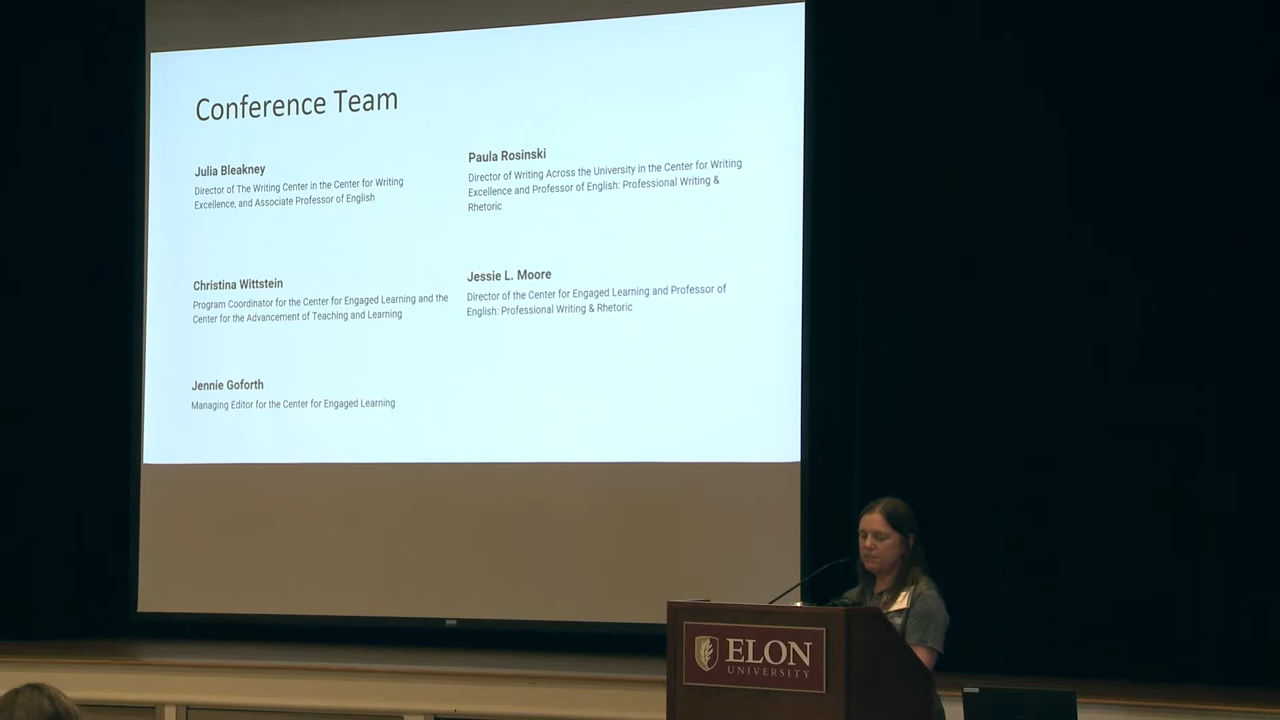 Conference Team
Julia Bleakney
Director of The Writing Center in the Center for Writing
Excellence, and Associate Professor of English
Paula Rosinski
Director of Writing Across the University in the Center for Writing
Excellence and Professor of English: Professional Writing &
Rhetoric
Christina Wittstein
Program Coordinator for the Center for Engaged Learning and the
Center for the Advancement of Teaching and Learning
Jessie L. Moore
Director of the Center for Engaged Learning and Professor of
English: Professional Writing & Rhetoric
Jennie Goforth
Managing Editor for the Center for Engaged Learning
ELON
UNIVERSITY